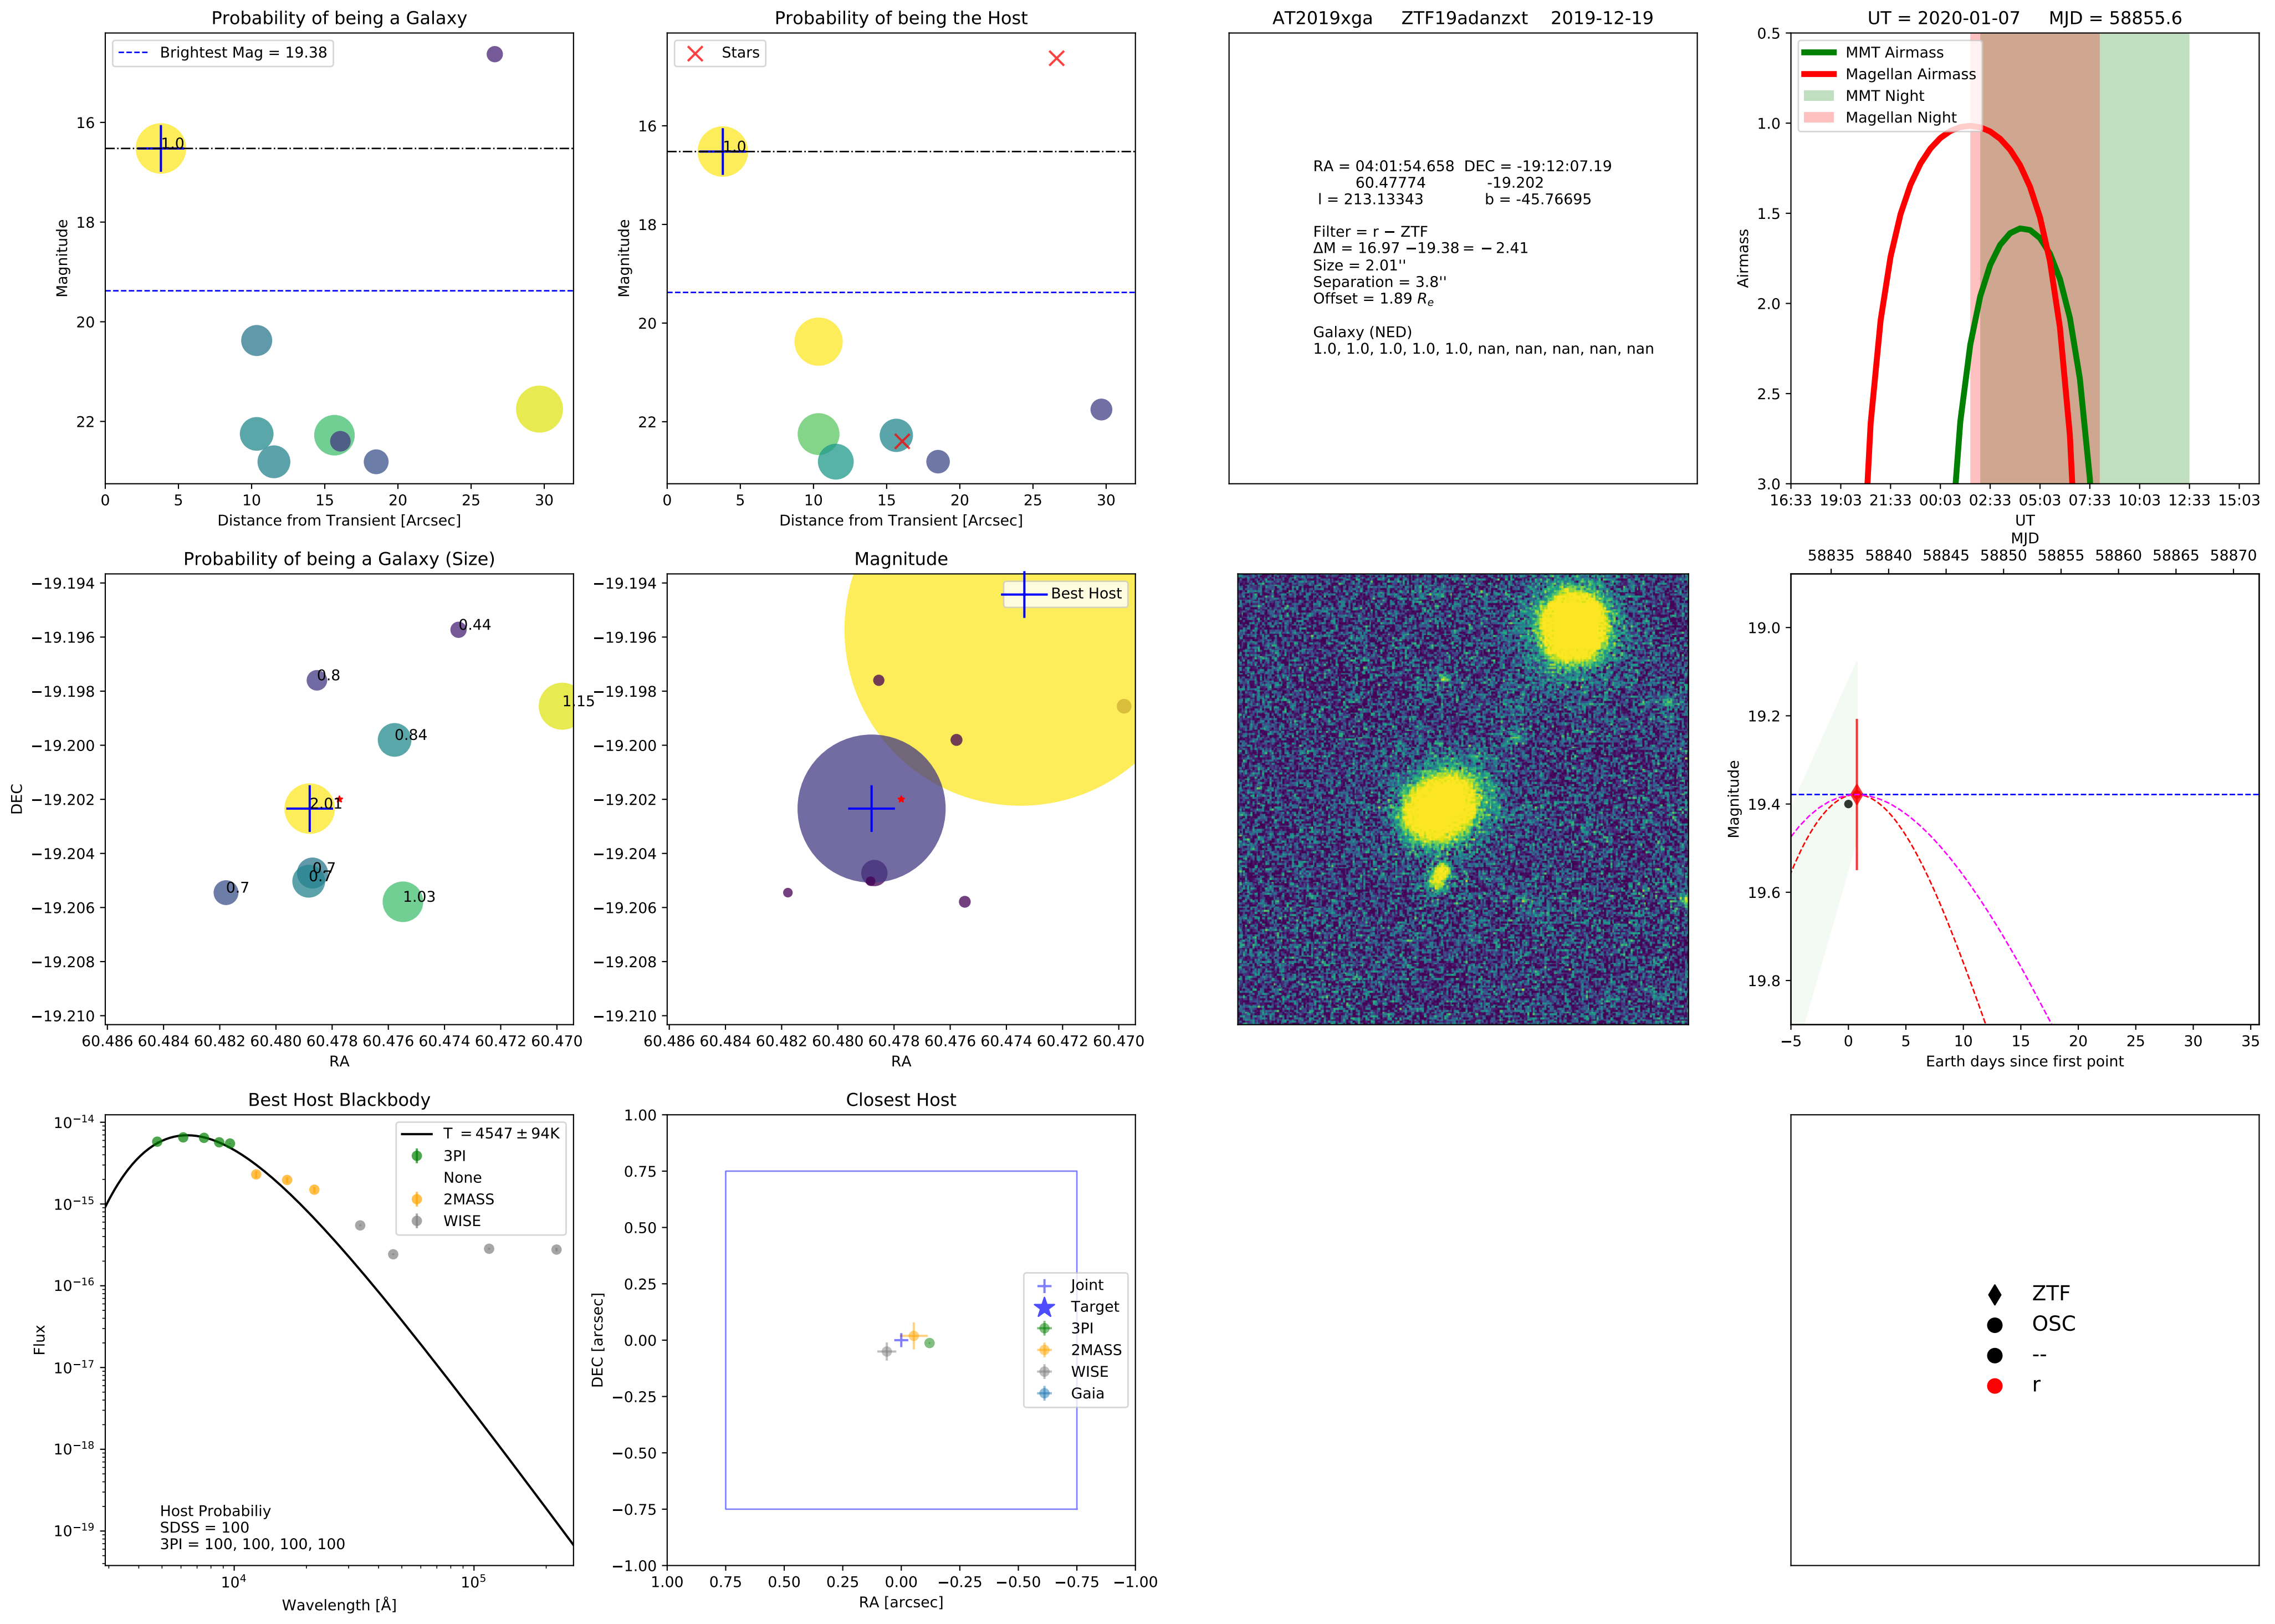 Probability of being a Galaxy
Brightest Mag = 19.38
1.0
16
18
20
22
Magnitude
0 5 10 15 20 25 30
Distance from Transient [Arcsec]
Probability of being the Host
Stars
1.0
16
18
20
22
Magnitude
0 5 10 15 20 25 30
Distance from Transient [Arcsec]
AT2019xga ZTF19adanzxt 2019-12-19
RA = 04:01:54.658 DEC = -19:12:07.19
60.47774 -19.202
l = 213.13343 b = -45.76695
Filter = r − ZTF
ΔM = 16.97 −19.38 = − 2.41
Size = 2.01''
Separation = 3.8''
Offset = 1.89 Re
Galaxy (NED)
1.0, 1.0, 1.0, 1.0, 1.0, nan, nan, nan, nan, nan
UT = 2020-01-07 MJD = 58855.6
MMT Airmass
Magellan Airmass
MMT Night
Magellan Night
0.5
1.0
1.5
2.0
2.5
3.0
Airmass
16:33 19:03 21:33 00:03 02:33 05:03 07:33 10:03 12:33 15:03
UT
Probability of being a Galaxy (Size)
0.44
0.8
1.15
0.84
2.01
0.7
0.7
0.7
1.03
−19.194
−19.196
−19.198
−19.200
−19.202
−19.204
−19.206
−19.208
−19.210
DEC
60.486 60.484 60.482 60.480 60.478 60.476 60.474 60.472 60.470
RA
Magnitude
Best Host
−19.194
−19.196
−19.198
−19.200
−19.202
−19.204
−19.206
−19.208
−19.210
60.486 60.484 60.482 60.480 60.478 60.476 60.474 60.472 60.470
RA
MJD
58835 58840 58845 58850 58855 58860 58865 58870
19.0
19.2
19.4
19.6
19.8
Magnitude
−5 0 5 10 15 20 25 30 35
Earth days since first point
Best Host Blackbody
T = 4547 ± 94K
3PI
None
2MASS
WISE
10−14
10−15
10−16
10−17
10−18
10−19
Flux
Host Probabiliy
SDSS = 100
3PI = 100, 100, 100, 100
104 105
Wavelength [Å]
Closest Host
Joint
Target
3PI
2MASS
WISE
Gaia
1.00
0.75
0.50
0.25
0.00
−0.25
−0.50
−0.75
−1.00
DEC [arcsec]
1.00 0.75 0.50 0.25 0.00 −0.25 −0.50 −0.75 −1.00
RA [arcsec]
ZTF
OSC
--
r